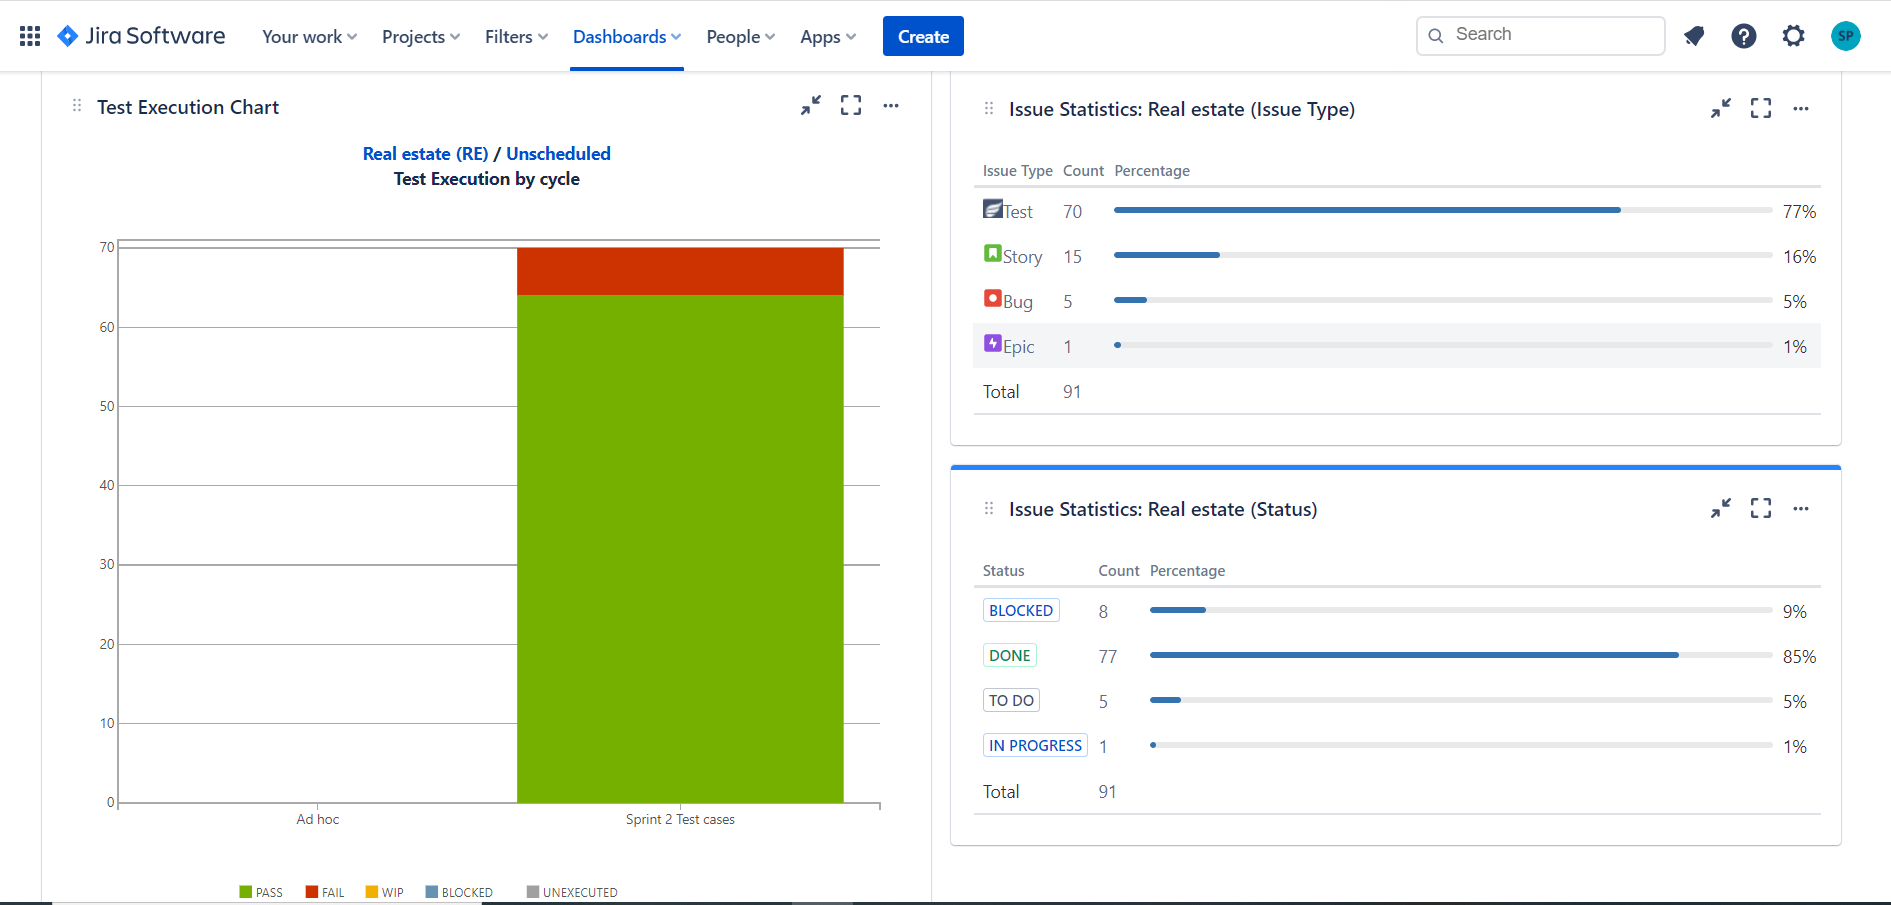 Jira Software Your work Projects Filters Dashboards People Apps Create Search SP
Test Execution Chart
Real estate (RE) / Unscheduled
Test Execution by cycle
70
60
50
40
30
20
10
0
Ad hoc Sprint 2 Test cases
PASS FAIL WIP BLOCKED UNEXECUTED
Issue Statistics: Real estate (Issue Type)
Issue Type Count Percentage
Test 70 77%
Story 15 16%
Bug 5 5%
Epic 1 1%
Total 91
Issue Statistics: Real estate (Status)
Status Count Percentage
BLOCKED 8 9%
DONE 77 85%
TO DO 5 5%
IN PROGRESS 1 1%
Total 91